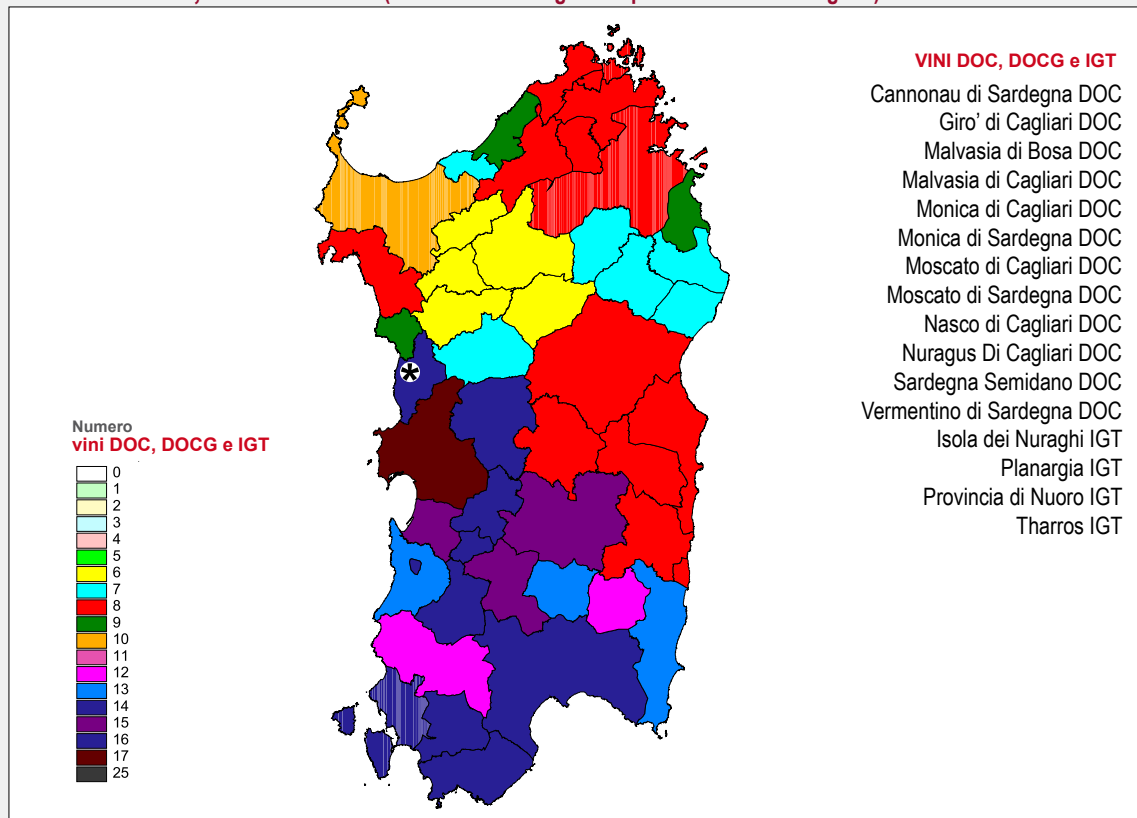 VINI DOC, DOCG e IGT
Cannonau di Sardegna DOC
Giro' di Cagliari DOC
Malvasia di Bosa DOC
Malvasia di Cagliari DOC
Monica di Cagliari DOC
Monica di Sardegna DOC
Moscato di Cagliari DOC
Moscato di Sardegna DOC
Nasco di Cagliari DOC
Nuragus Di Cagliari DOC
Sardegna Semidano DOC
Vermentino di Sardegna DOC
Isola dei Nuraghi IGT
Planargia IGT
Provincia di Nuoro IGT
Tharros IGT
*
Numero
vini DOC, DOCG e IGT
0
1
2
3
4
5
6
7
8
9
10
11
12
13
14
15
16
17
25